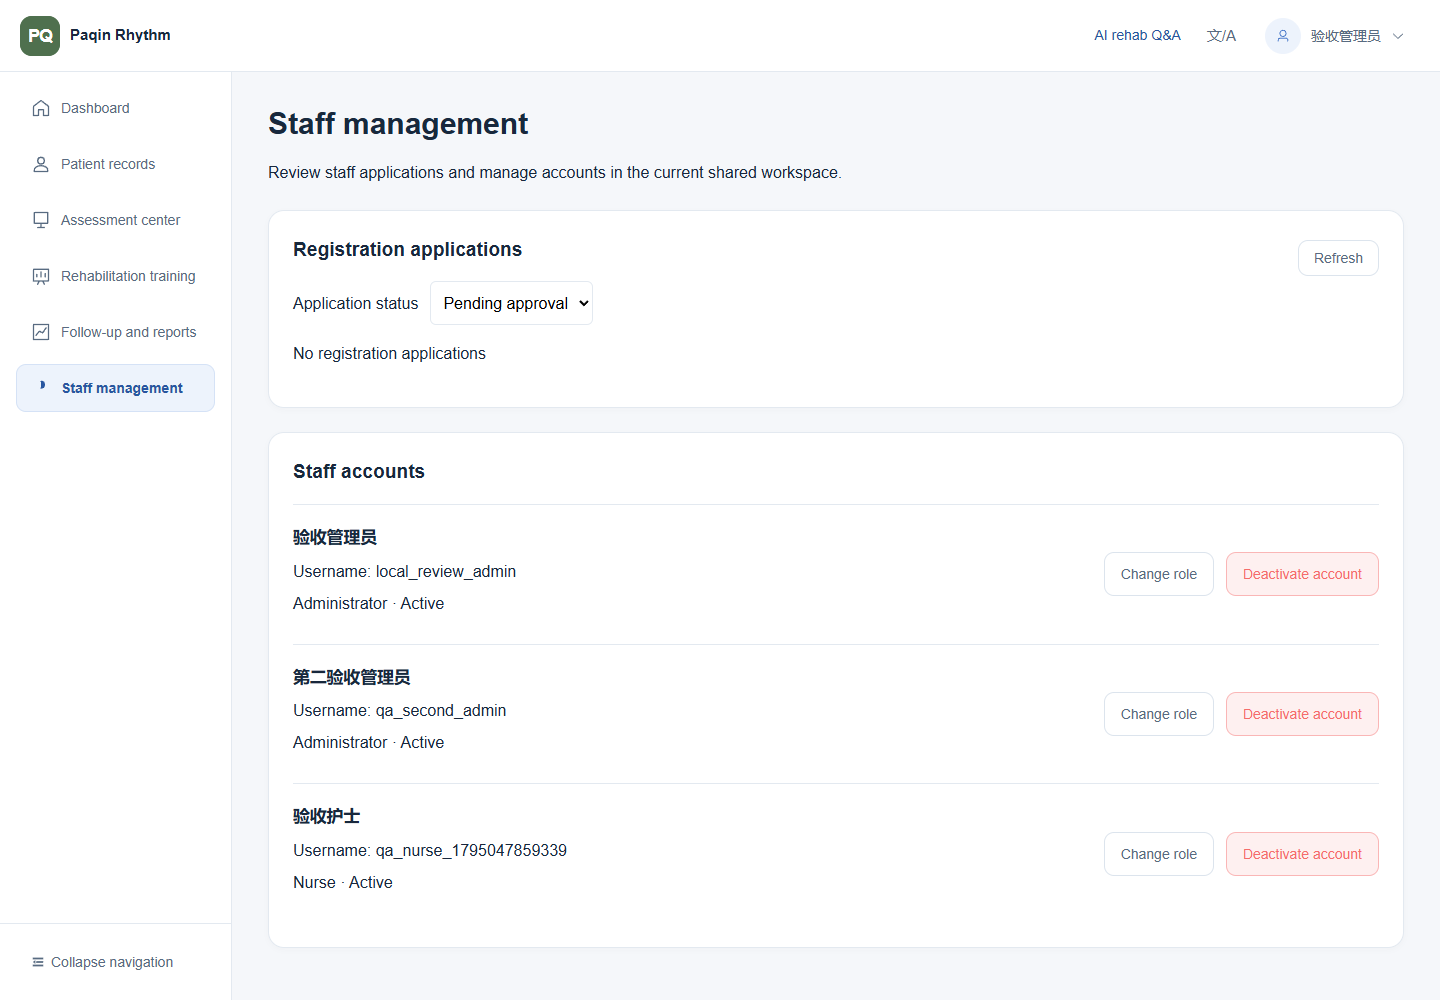 PQ Paqin Rhythm
AI rehab Q&A 文/A 验收管理员
Dashboard
Patient records
Assessment center
Rehabilitation training
Follow-up and reports
Staff management
Collapse navigation
Staff management
Review staff applications and manage accounts in the current shared workspace.
Registration applications
Refresh
Application status Pending approval
No registration applications
Staff accounts
验收管理员
Username: local_review_admin
Administrator · Active
Change role Deactivate account
第二验收管理员
Username: qa_second_admin
Administrator · Active
Change role Deactivate account
验收护士
Username: qa_nurse_1795047859339
Nurse · Active
Change role Deactivate account